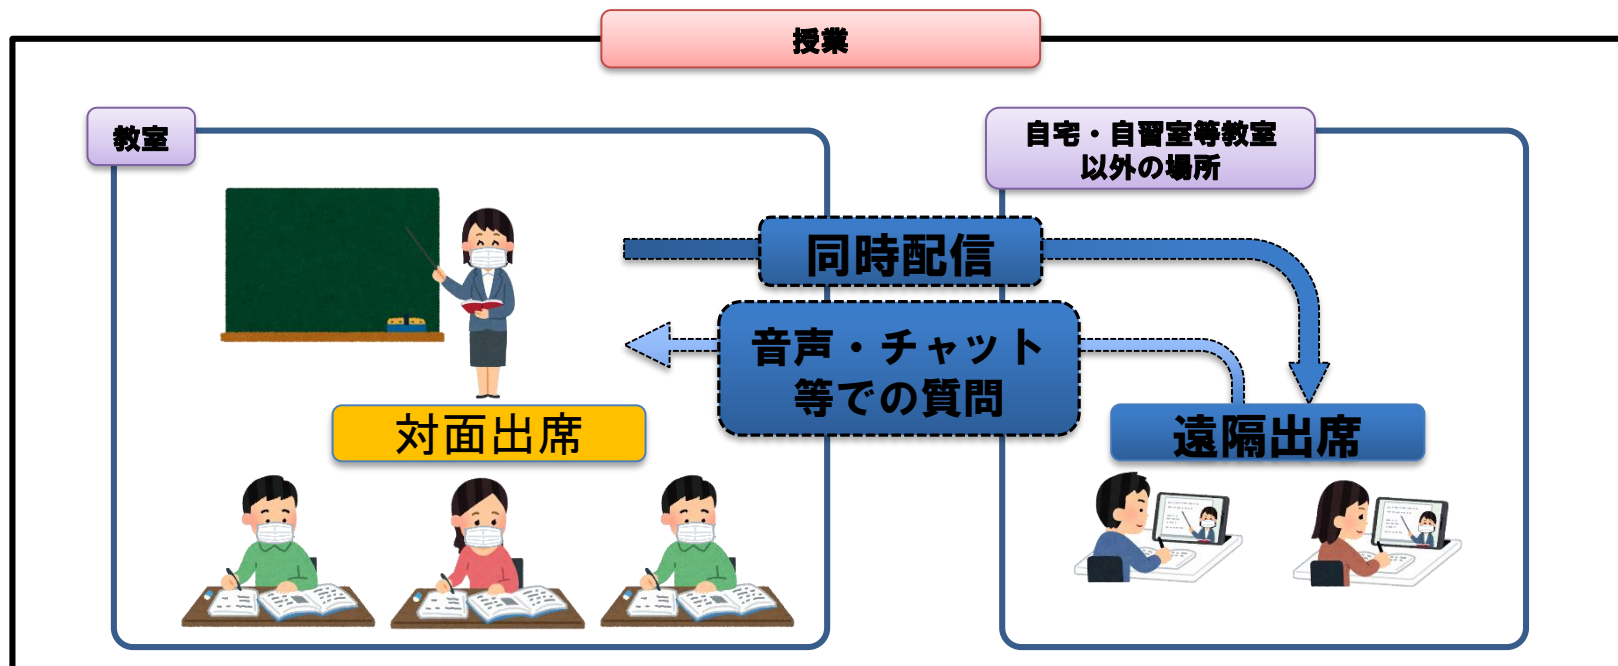 授業
教室
自宅・自習室等教室
以外の場所
同時配信
音声・チャット
等での質問
対面出席
遠隔出席